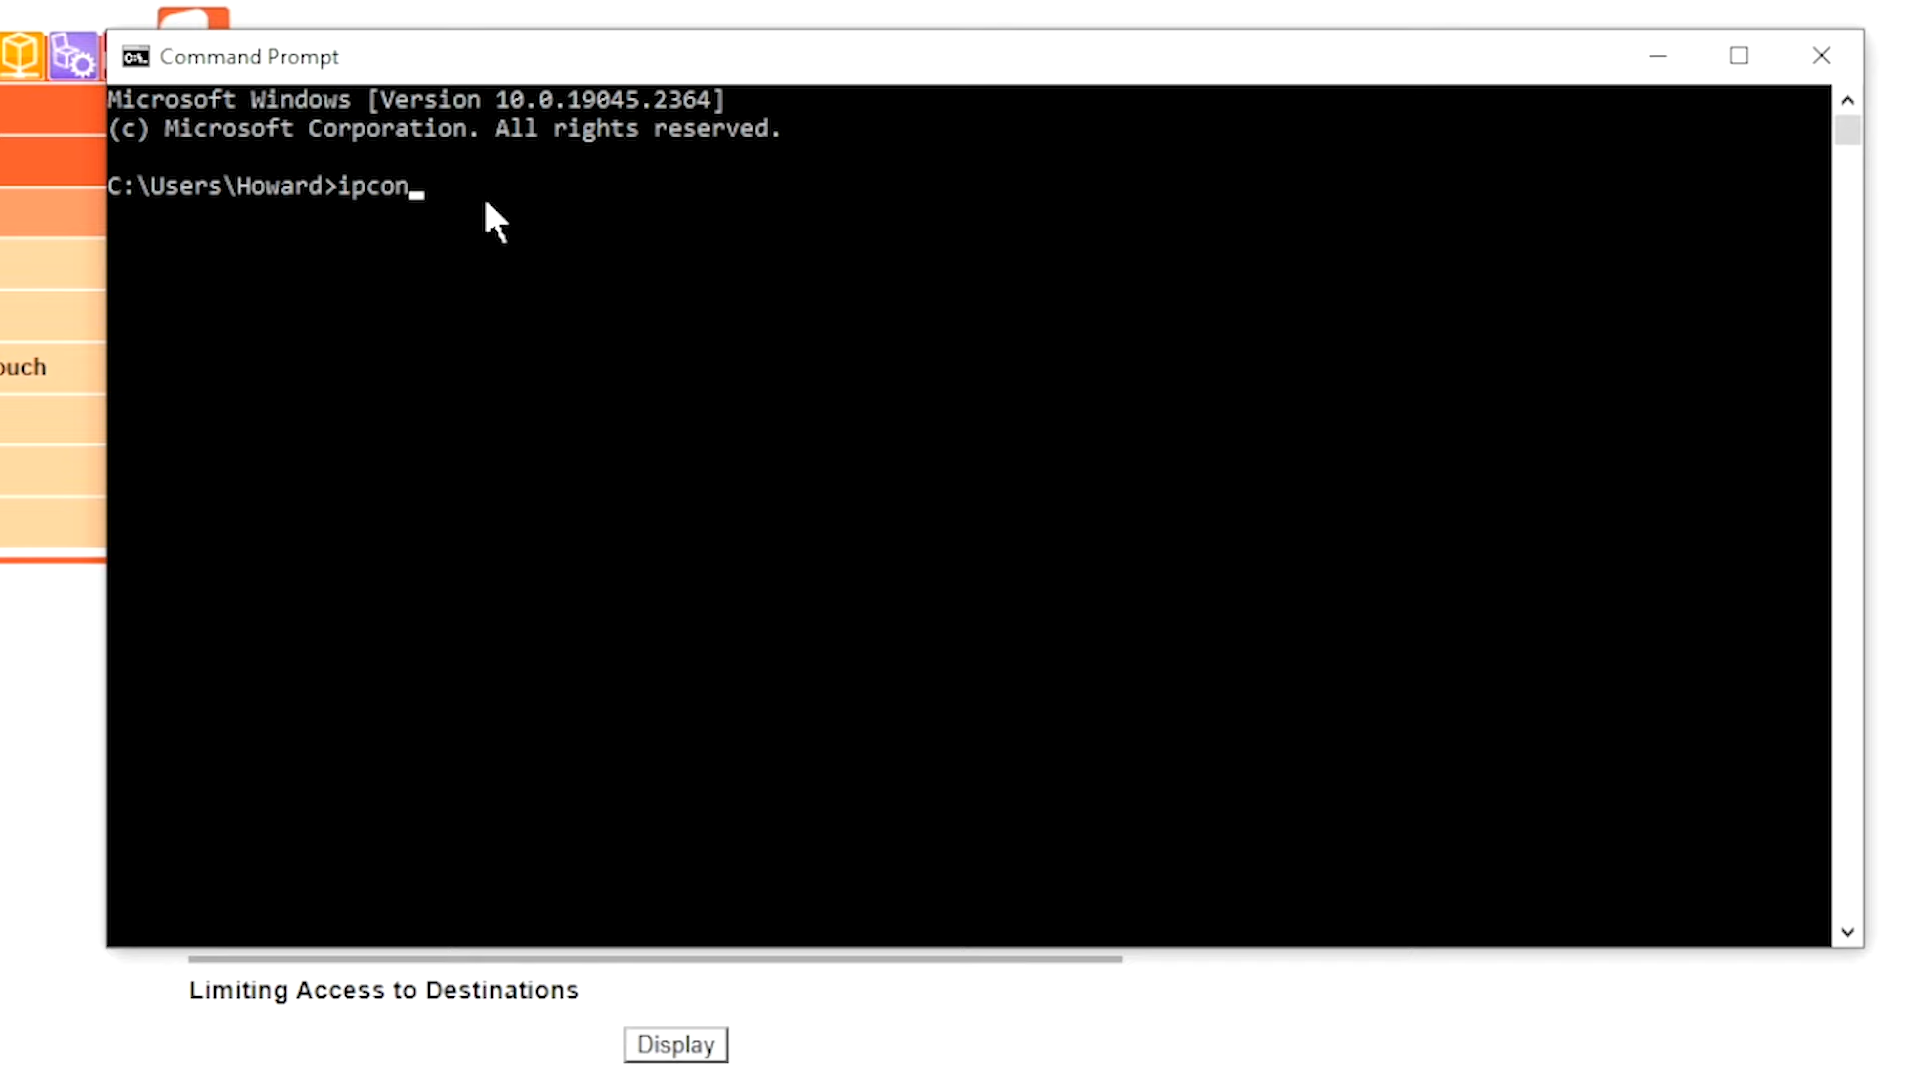 Command Prompt
Microsoft Windows [Version 10.0.19045.2364]
(c) Microsoft Corporation. All rights reserved.
C:\Users\Howard>ipcon
ouch
Limiting Access to Destinations
Display